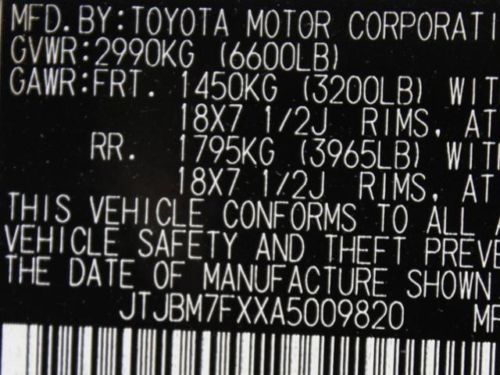 MFD.BY:TOYOTA MOTOR CORPORATI
GVWR:2990KG (6600LB)
GAWR:FRT. 1450KG (3200LB) WIT
18X7 1/2J RIMS, AT
RR. 1795KG (3965LB) WIT
18X7 1/2J RIMS, AT
THIS VEHICLE CONFORMS TO ALL A
VEHICLE SAFETY AND THEFT PREVE
THE DATE OF MANUFACTURE SHOWN
JTJBM7FXXA5009820 MF